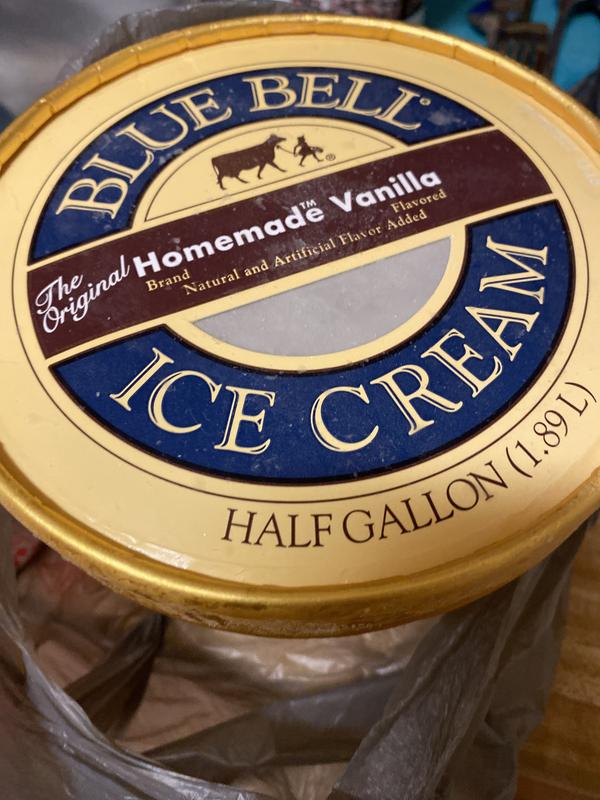 BLUE BELL®
®
The Original Homemade™ Vanilla
Brand Flavored
Natural and Artificial Flavor Added
ICE CREAM
HALF GALLON (1.89 L)